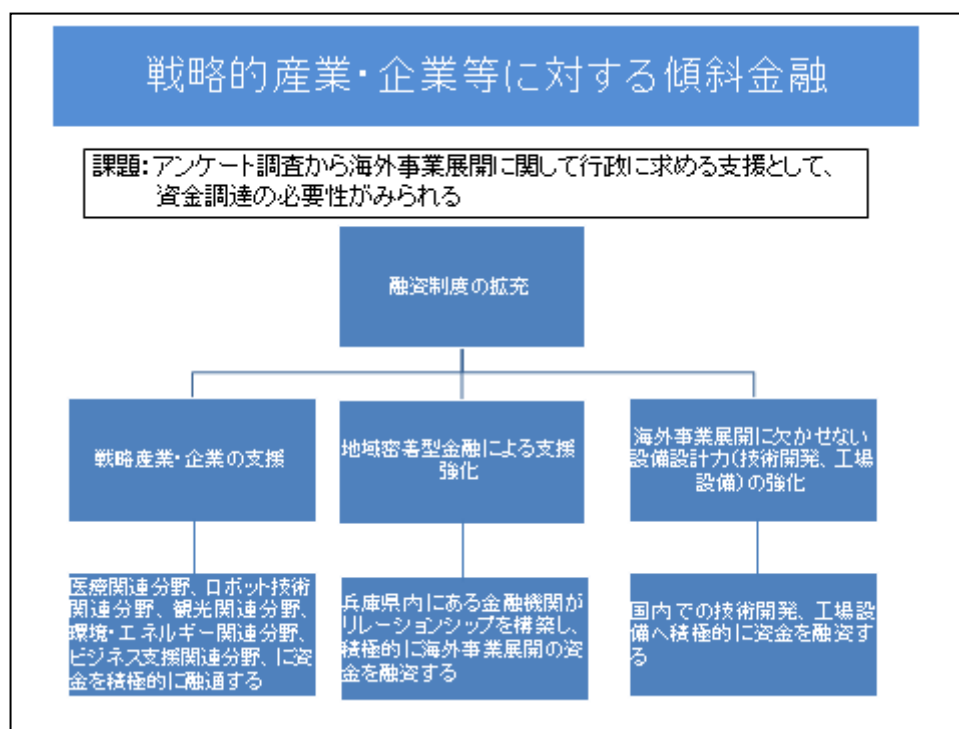 戦略的産業・企業等に対する傾斜金融
課題：アンケート調査から海外事業展開に関して行政に求める支援として、
資金調達の必要性がみられる
融資制度の拡充
戦略産業・企業の支援
地域密着型金融による支援
強化
海外事業展開に欠かせない
設備設計力（技術開発、工場
設備）の強化
医療関連分野、ロボット技術
関連分野、観光関連分野、
環境・エネルギー関連分野、
ビジネス支援関連分野、に資
金を積極的に融通する
兵庫県内にある金融機関が
リレーションシップを構築し、
積極的に海外事業展開の資
金を融資する
国内での技術開発、工場設
備へ積極的に資金を融資す
る